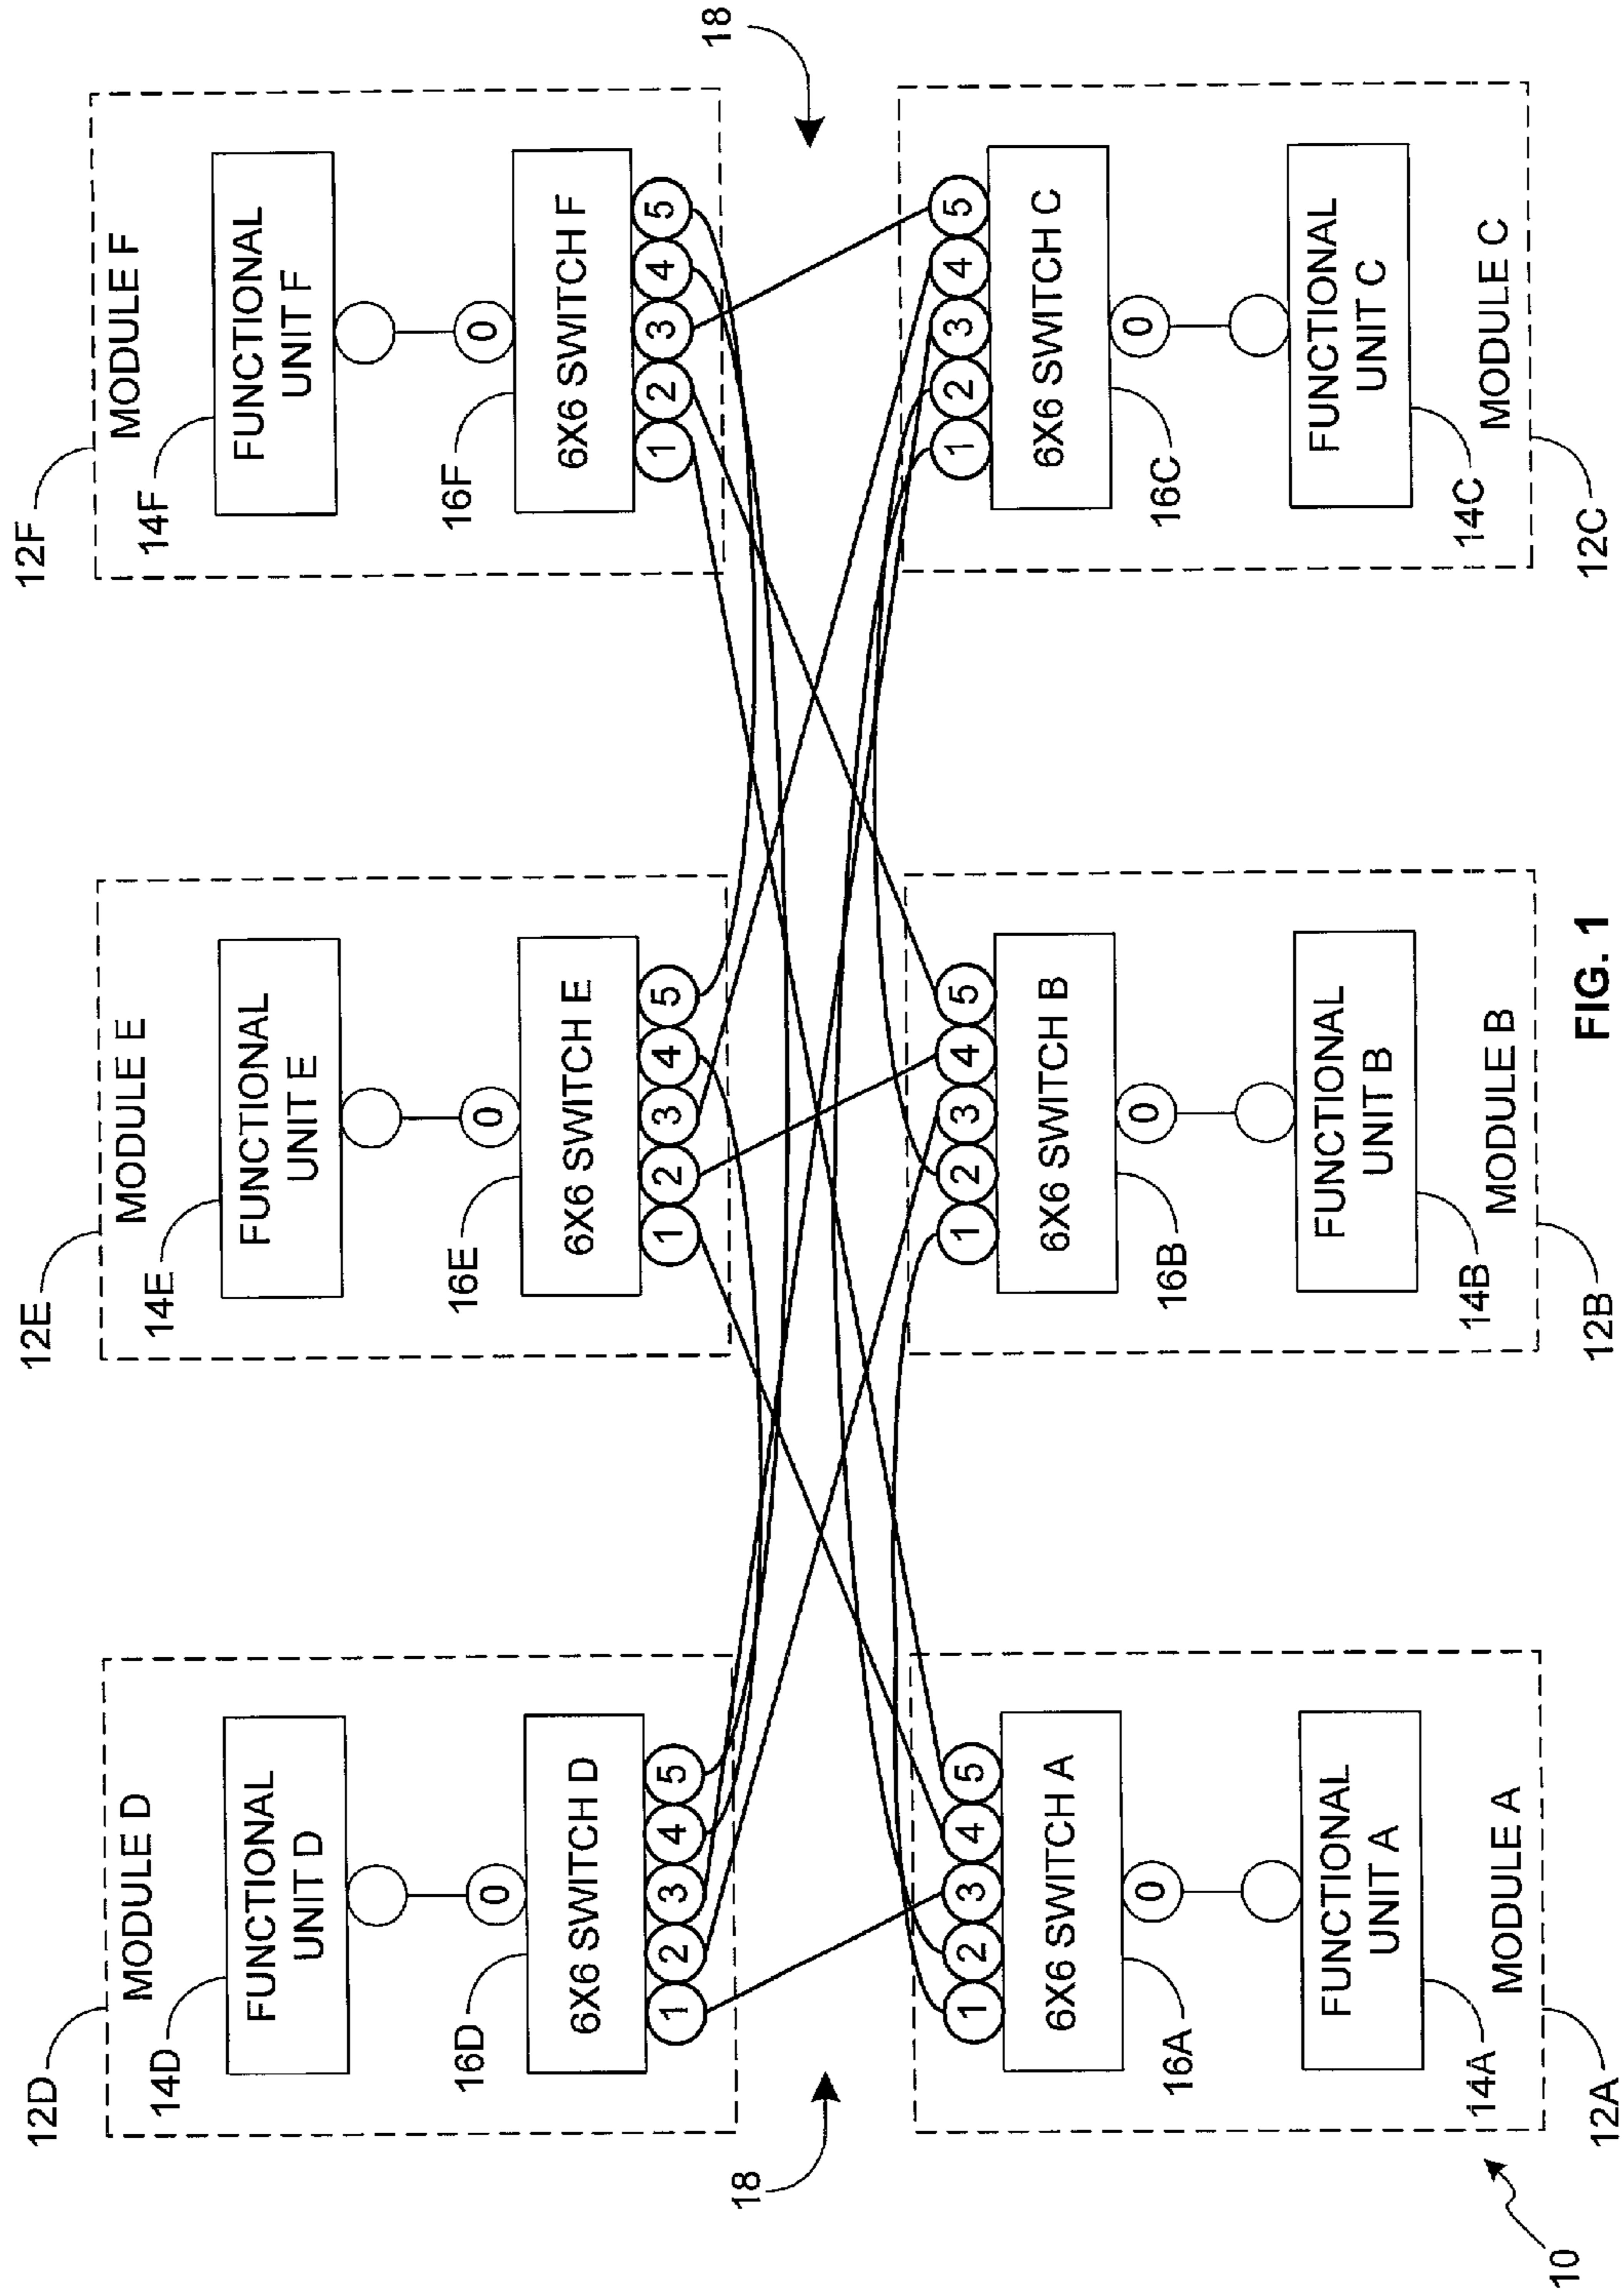 12D
MODULE D
14D
FUNCTIONAL
UNIT D
0
16D
6X6 SWITCH D
1 2 3 4 5
12E
MODULE E
14E
FUNCTIONAL
UNIT E
0
16E
6X6 SWITCH E
1 2 3 4 5
12F
MODULE F
14F
FUNCTIONAL
UNIT F
0
16F
6X6 SWITCH F
1 2 3 4 5
18
18
1 2 3 4 5
6X6 SWITCH A
16A
0
FUNCTIONAL
UNIT A
14A
MODULE A
12A
10
1 2 3 4 5
6X6 SWITCH B
16B
0
FUNCTIONAL
UNIT B
14B
MODULE B
12B
1 2 3 4 5
6X6 SWITCH C
16C
0
FUNCTIONAL
UNIT C
14C
MODULE C
12C
FIG. 1